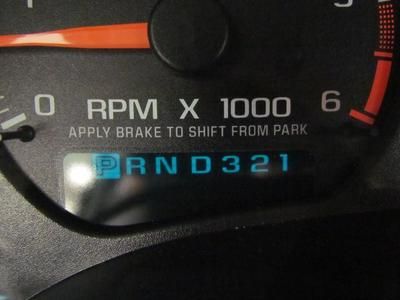 0 RPM X 1000 6
APPLY BRAKE TO SHIFT FROM PARK
PRND321